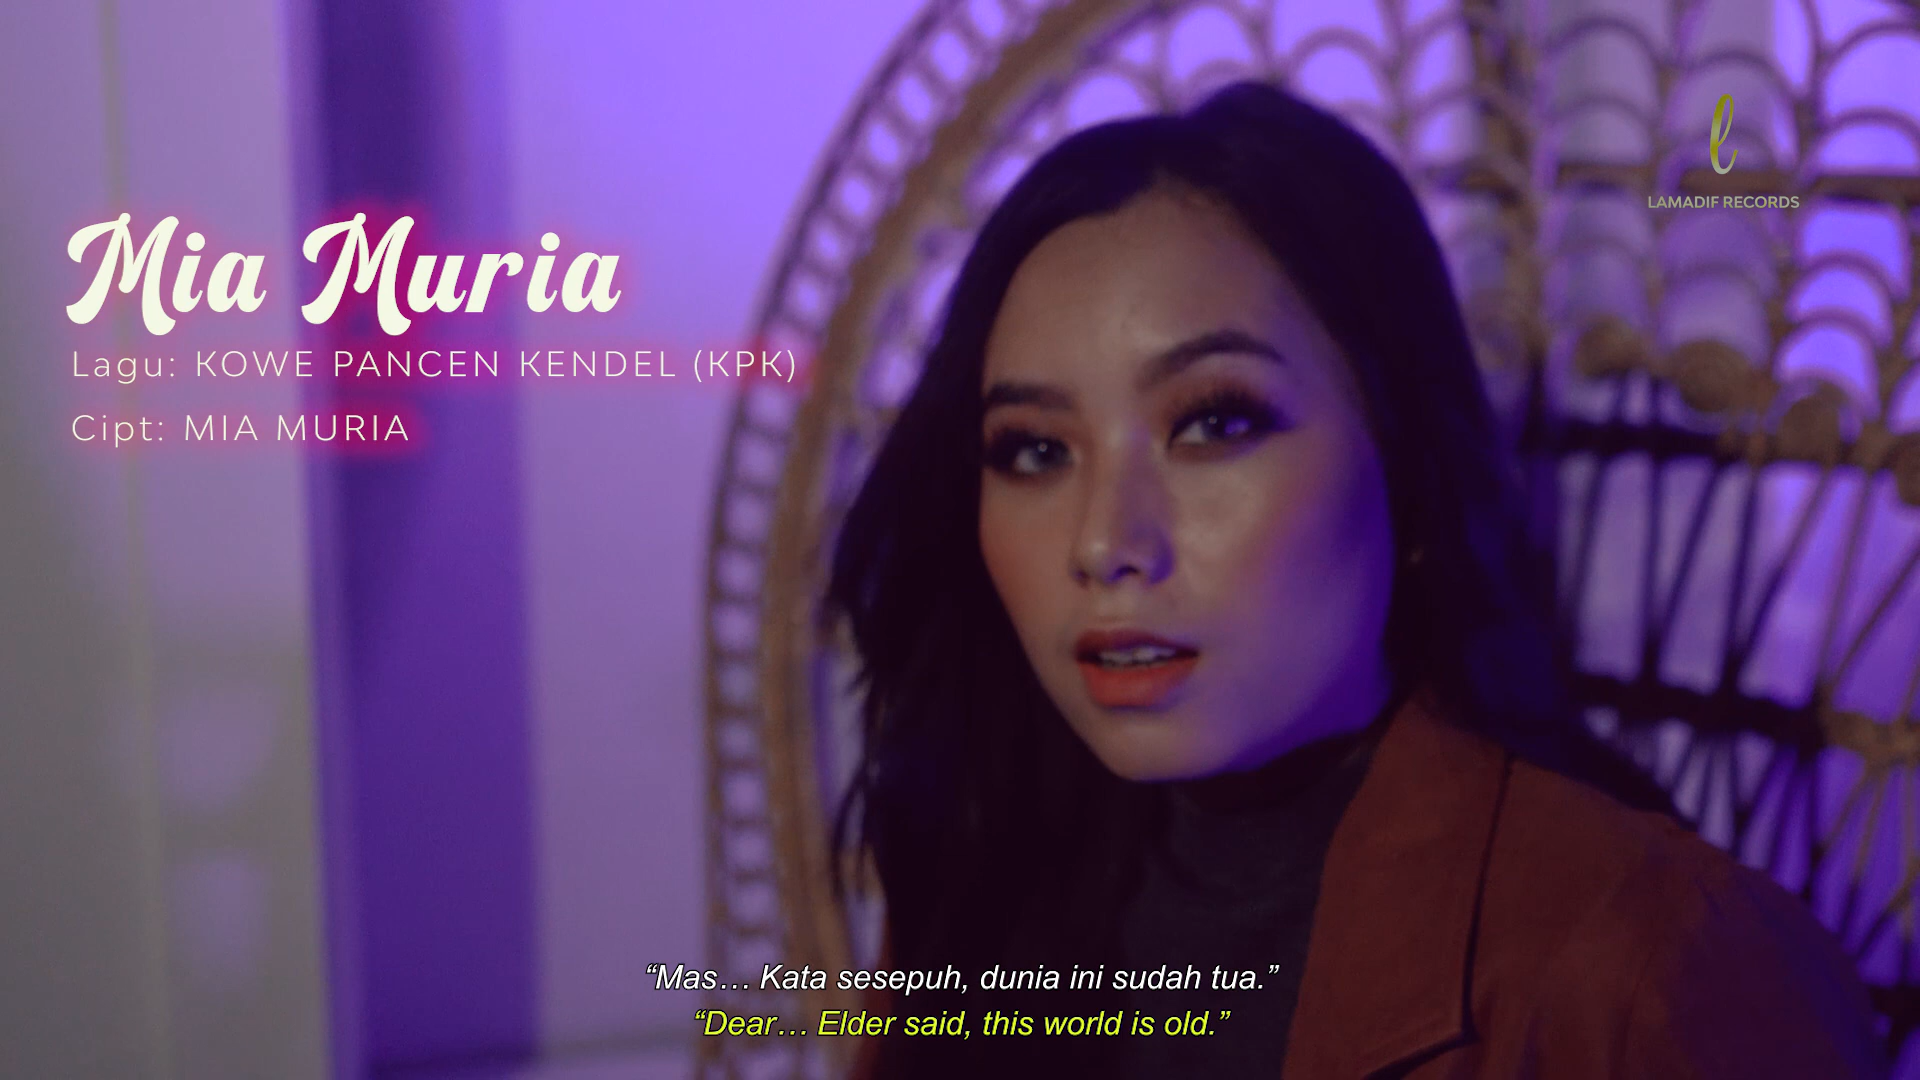 Mia Muria
Lagu: KOWE PANCEN KENDEL (KPK)
Cipt: MIA MURIA
l
LAMADIF RECORDS
“Mas... Kata sesepuh, dunia ini sudah tua.”
“Dear... Elder said, this world is old.”